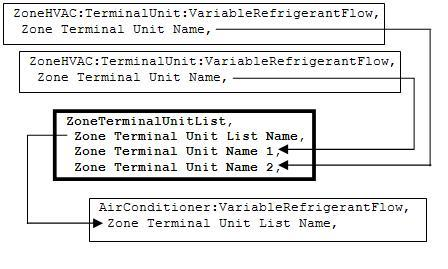 ZoneHVAC:TerminalUnit:VariableRefrigerantFlow,
Zone Terminal Unit Name,
ZoneHVAC:TerminalUnit:VariableRefrigerantFlow,
Zone Terminal Unit Name,
ZoneTerminalUnitList,
Zone Terminal Unit List Name,
Zone Terminal Unit Name 1,
Zone Terminal Unit Name 2,
AirConditioner:VariableRefrigerantFlow,
Zone Terminal Unit List Name,